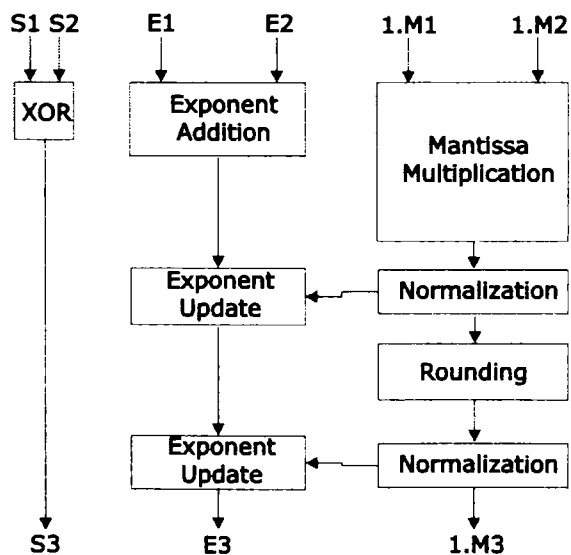 S1 S2 E1 E2 1.M1 1.M2
XOR
Exponent
Addition
Mantissa
Multiplication
Exponent
Update
Normalization
Rounding
Exponent
Update
Normalization
S3 E3 1.M3